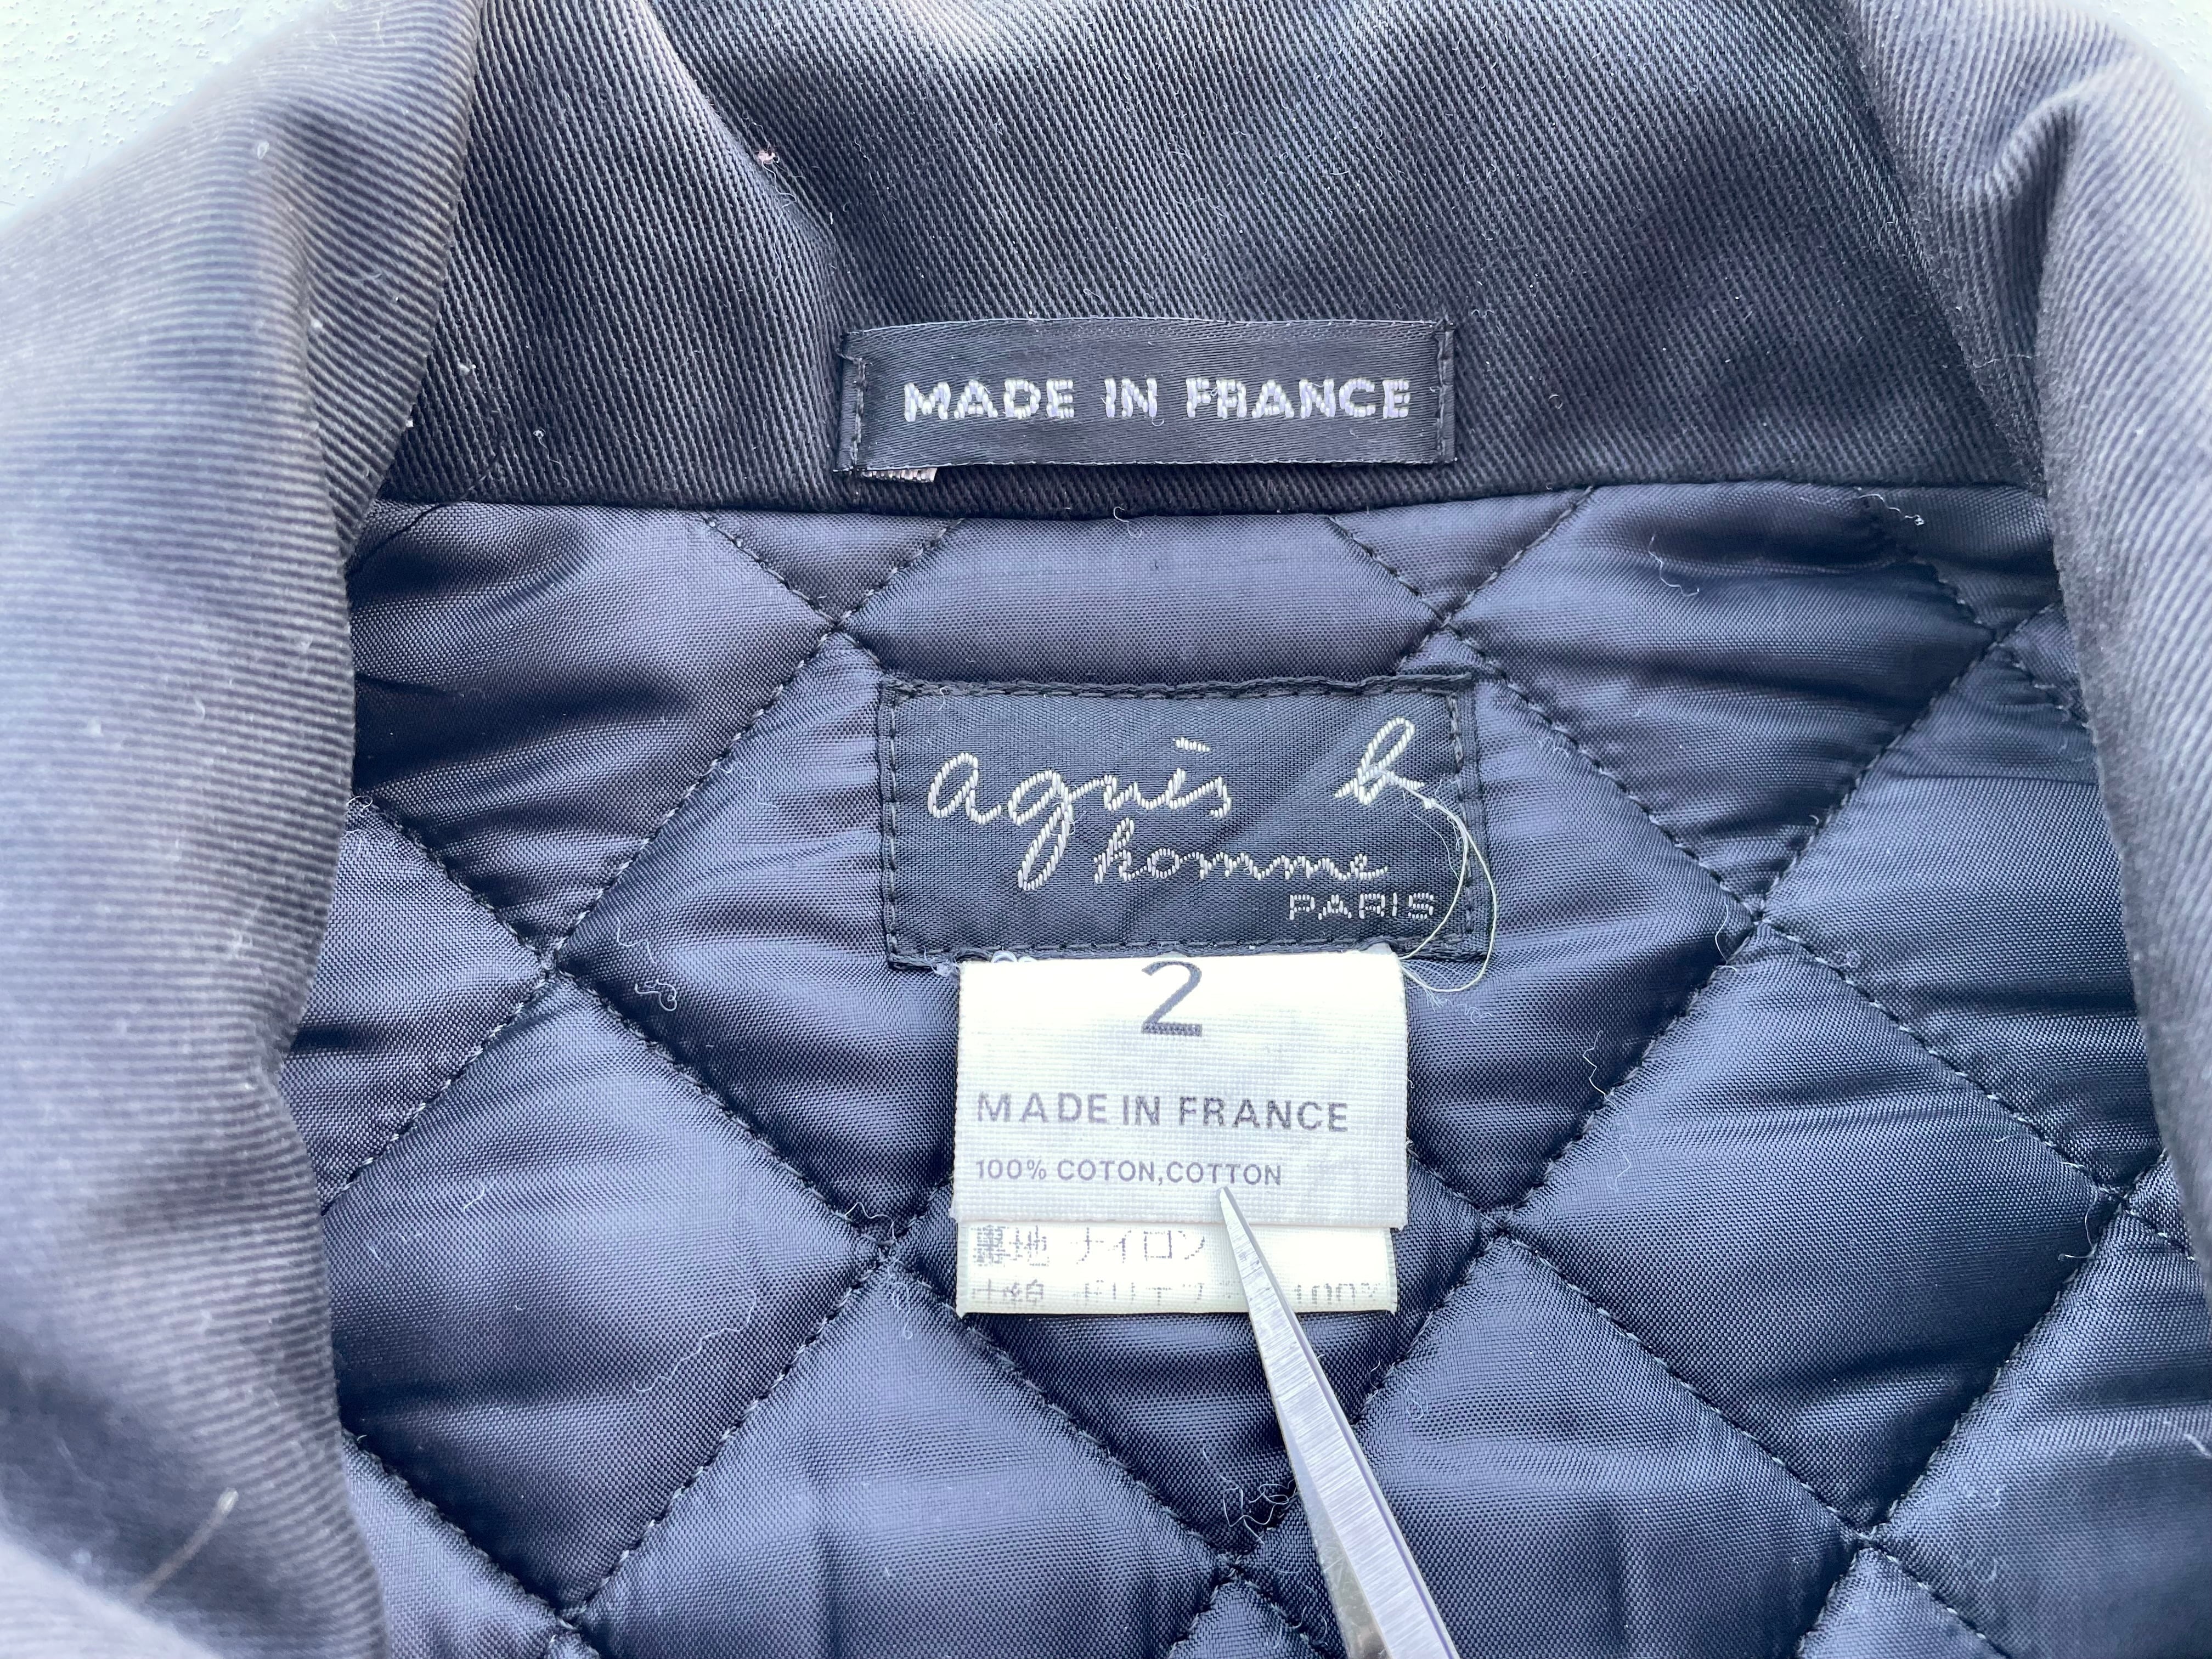 MADE IN FRANCE
agnès b
homme
PARIS
2
MADE IN FRANCE
100% COTON,COTTON
裏地 ナイロン
100%